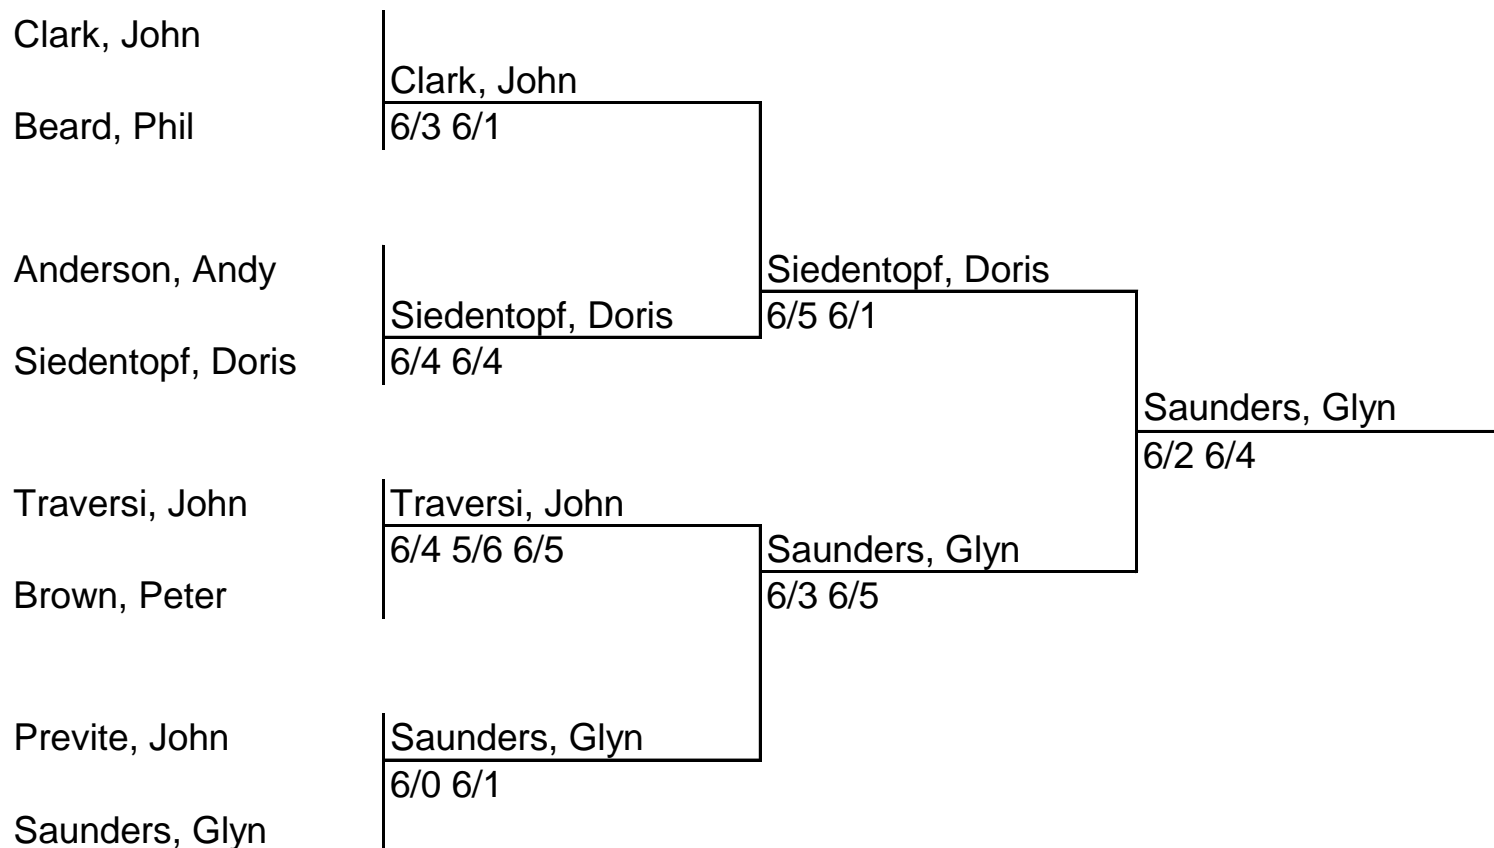 Clark, John
Clark, John
Beard, Phil
6/3 6/1
Anderson, Andy
Siedentopf, Doris
Siedentopf, Doris
6/5 6/1
Siedentopf, Doris
6/4 6/4
Saunders, Glyn
6/2 6/4
Traversi, John
Traversi, John
6/4 5/6 6/5
Saunders, Glyn
Brown, Peter
6/3 6/5
Previte, John
Saunders, Glyn
6/0 6/1
Saunders, Glyn